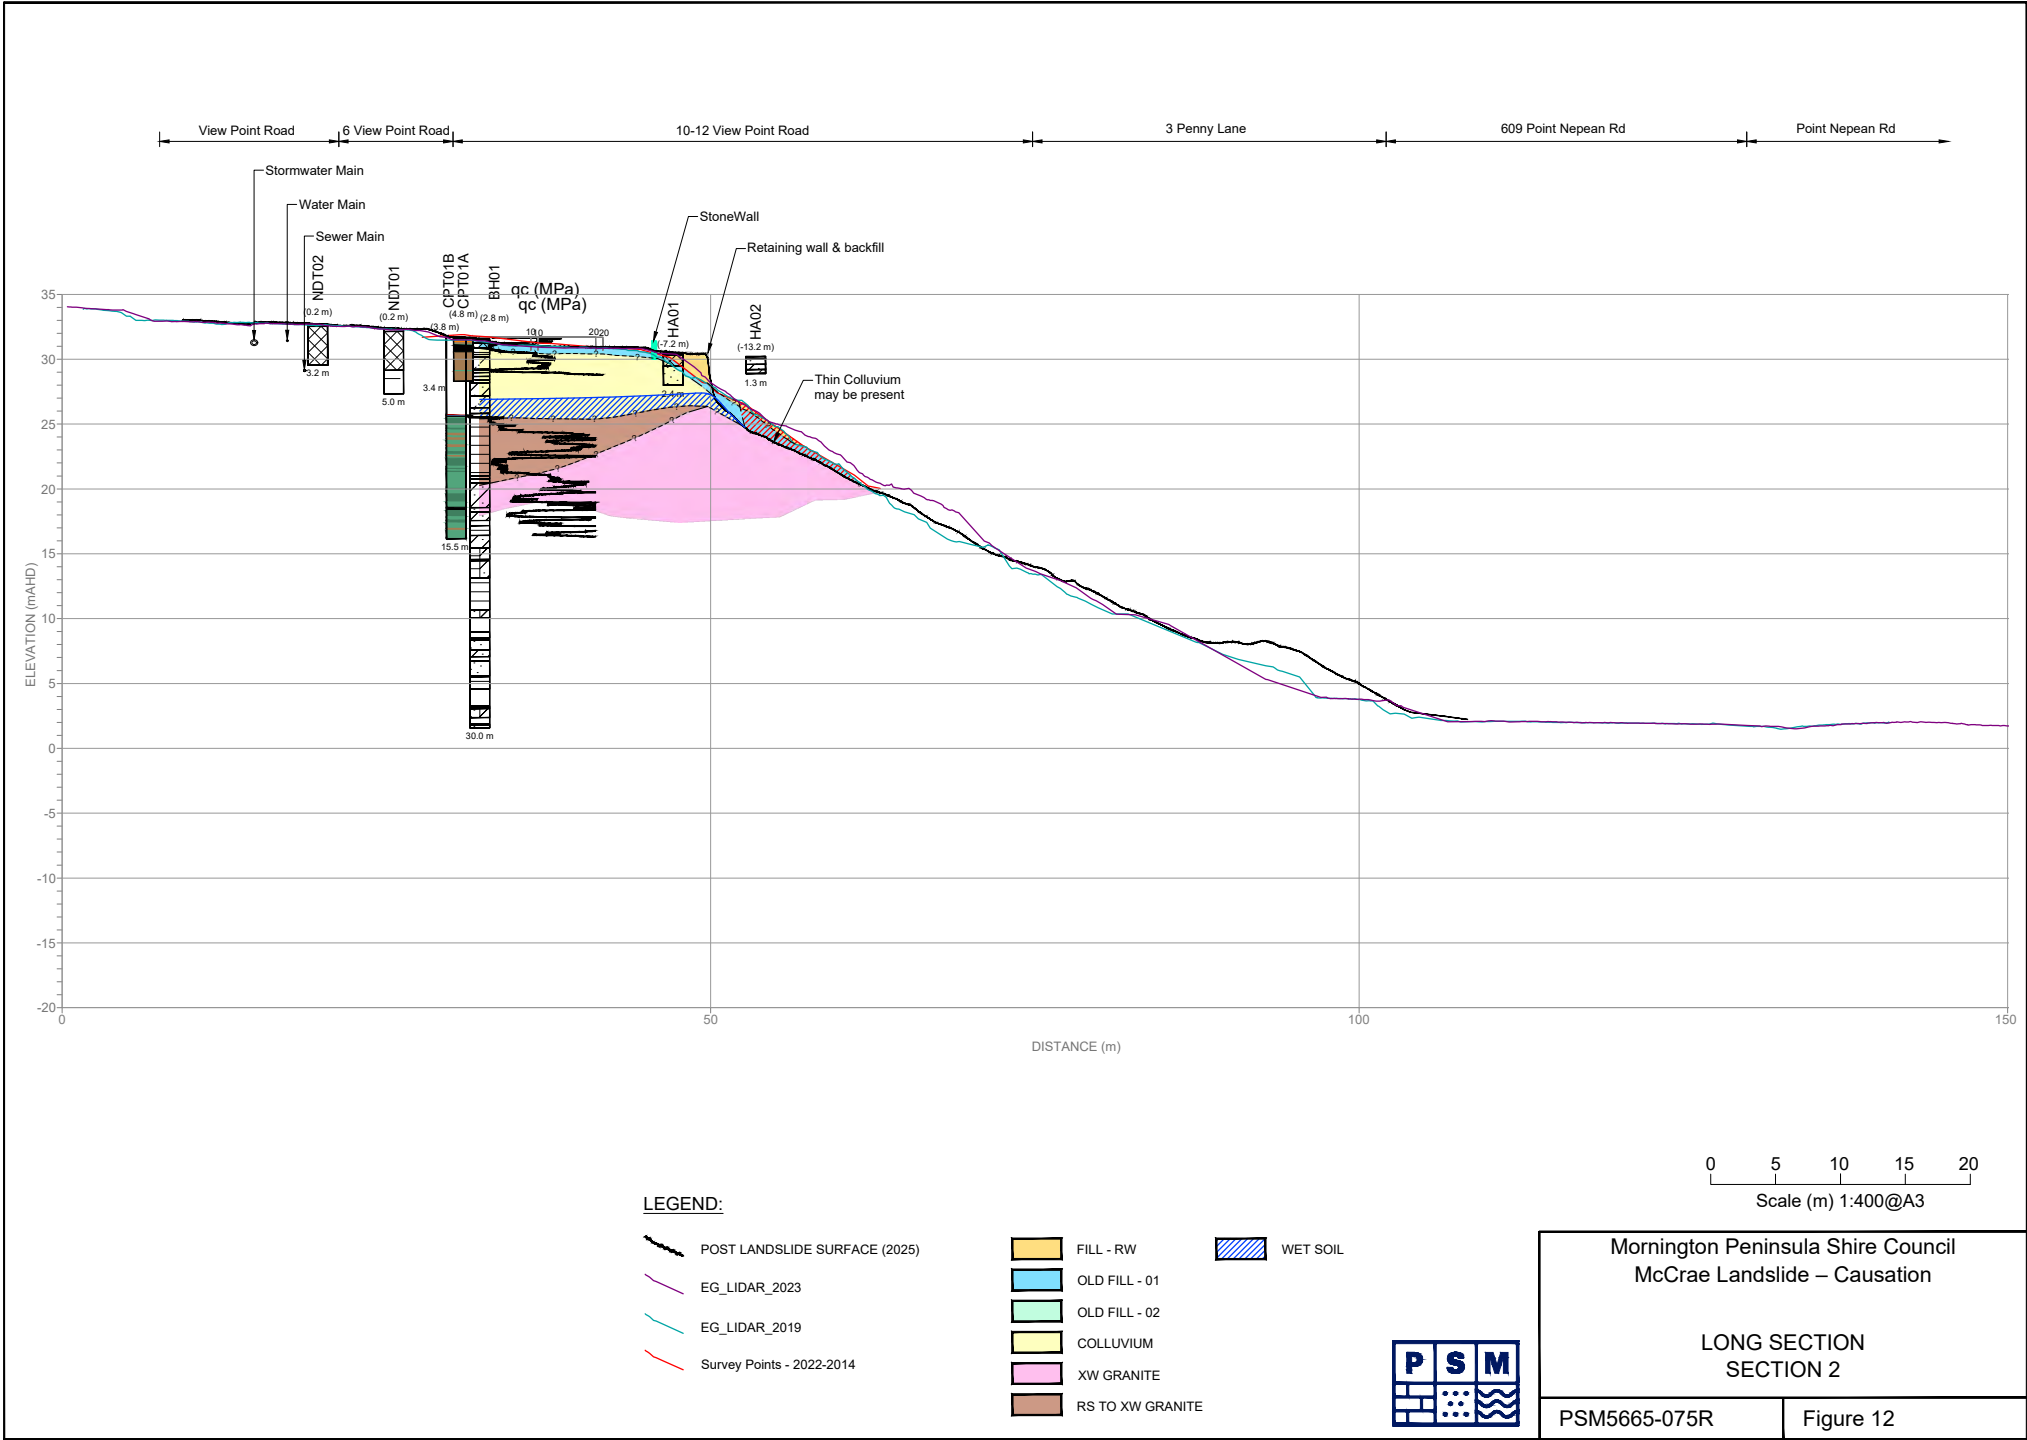 View Point Road
6 View Point Road
10-12 View Point Road
3 Penny Lane
609 Point Nepean Rd
Point Nepean Rd
Stormwater Main
Water Main
Sewer Main
StoneWall
Retaining wall & backfill
NDT02
(0.2 m)
NDT01
(0.2 m)
CPT01B
(3.8 m)
CPT01A
(4.8 m)
BH01
(2.8 m)
qc (MPa)
qc (MPa)
HA01
(-7.2 m)
HA02
(-13.2 m)
10
20
20
3.2 m
5.0 m
3.4 m
1.3 m
15.5 m
30.0 m
Thin Colluvium
may be present
35
30
25
20
15
10
5
0
-5
-10
-15
-20
ELEVATION (mAHD)
0
50
100
150
DISTANCE (m)
0 5 10 15 20
Scale (m) 1:400@A3
LEGEND:
POST LANDSLIDE SURFACE (2025)
EG_LIDAR_2023
EG_LIDAR_2019
Survey Points - 2022-2014
FILL - RW
OLD FILL - 01
OLD FILL - 02
COLLUVIUM
XW GRANITE
RS TO XW GRANITE
WET SOIL
PSM
Mornington Peninsula Shire Council
McCrae Landslide – Causation
LONG SECTION
SECTION 2
PSM5665-075R
Figure 12